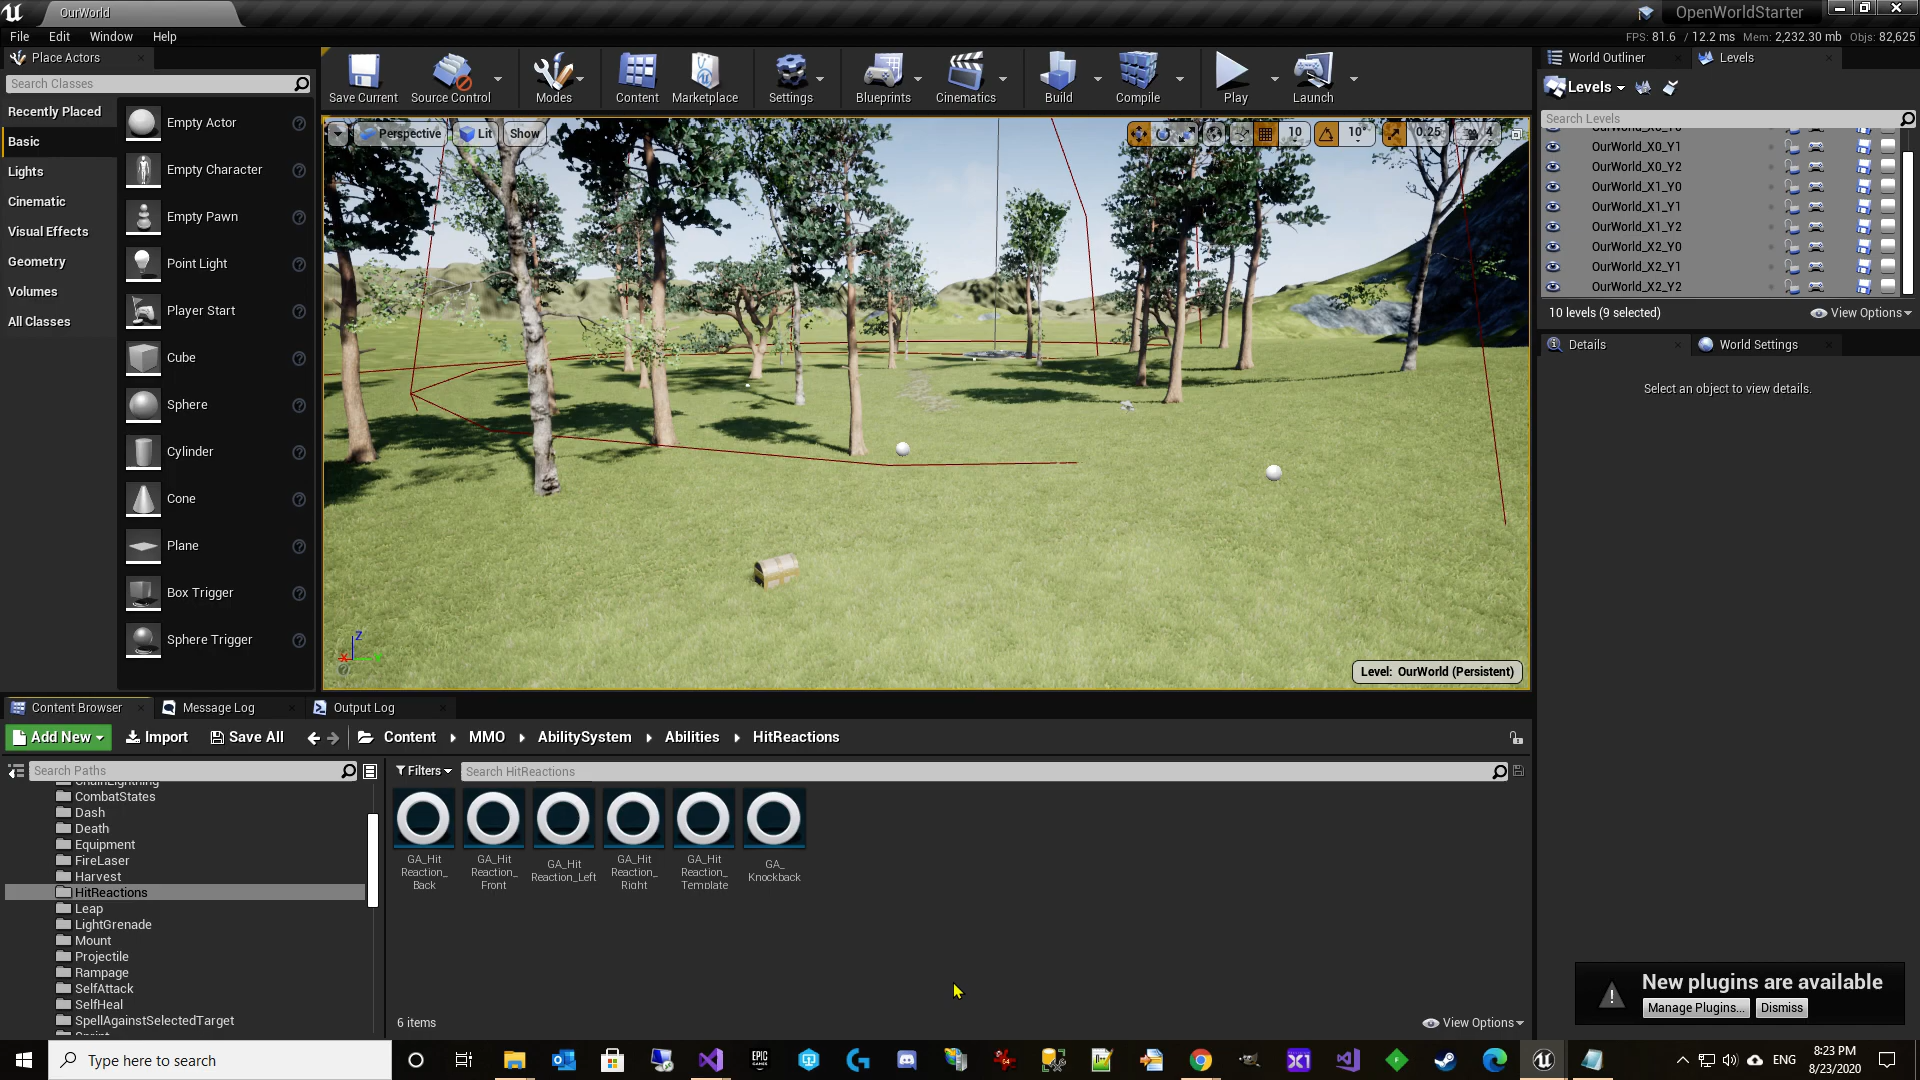 OurWorld
OpenWorldStarter
File Edit Window Help
FPS: 81.6 / 12.2 ms Mem: 2,232.30 mb Objs: 82,625
Place Actors
Search Classes
Recently Placed
Basic
Lights
Cinematic
Visual Effects
Geometry
Volumes
All Classes
Empty Actor
Empty Character
Empty Pawn
Point Light
Player Start
Cube
Sphere
Cylinder
Cone
Plane
Box Trigger
Sphere Trigger
Save Current
Source Control
Modes
Content
Marketplace
Settings
Blueprints
Cinematics
Build
Compile
Play
Launch
Perspective Lit Show
10 10° 0.25 4
X Z
Level: OurWorld (Persistent)
World Outliner Levels
Levels
Search Levels
OurWorld_X0_Y1
OurWorld_X0_Y2
OurWorld_X1_Y0
OurWorld_X1_Y1
OurWorld_X1_Y2
OurWorld_X2_Y0
OurWorld_X2_Y1
OurWorld_X2_Y2
10 levels (9 selected) View Options
Details World Settings
Select an object to view details.
Content Browser Message Log Output Log
Add New Import Save All Content MMO AbilitySystem Abilities HitReactions
Search Paths
ChainLightning
CombatStates
Dash
Death
Equipment
FireLaser
Harvest
HitReactions
Leap
LightGrenade
Mount
Projectile
Rampage
SelfAttack
SelfHeal
SpellAgainstSelectedTarget
Filters Search HitReactions
GA_Hit
Reaction_
Back
GA_Hit
Reaction_
Front
GA_Hit
Reaction_Left
GA_Hit
Reaction_
Right
GA_Hit
Reaction_
Template
GA_
Knockback
6 items
View Options
New plugins are available
Manage Plugins... Dismiss
Type here to search
EPIC
GAMES
X1
ENG
8:23 PM
8/23/2020